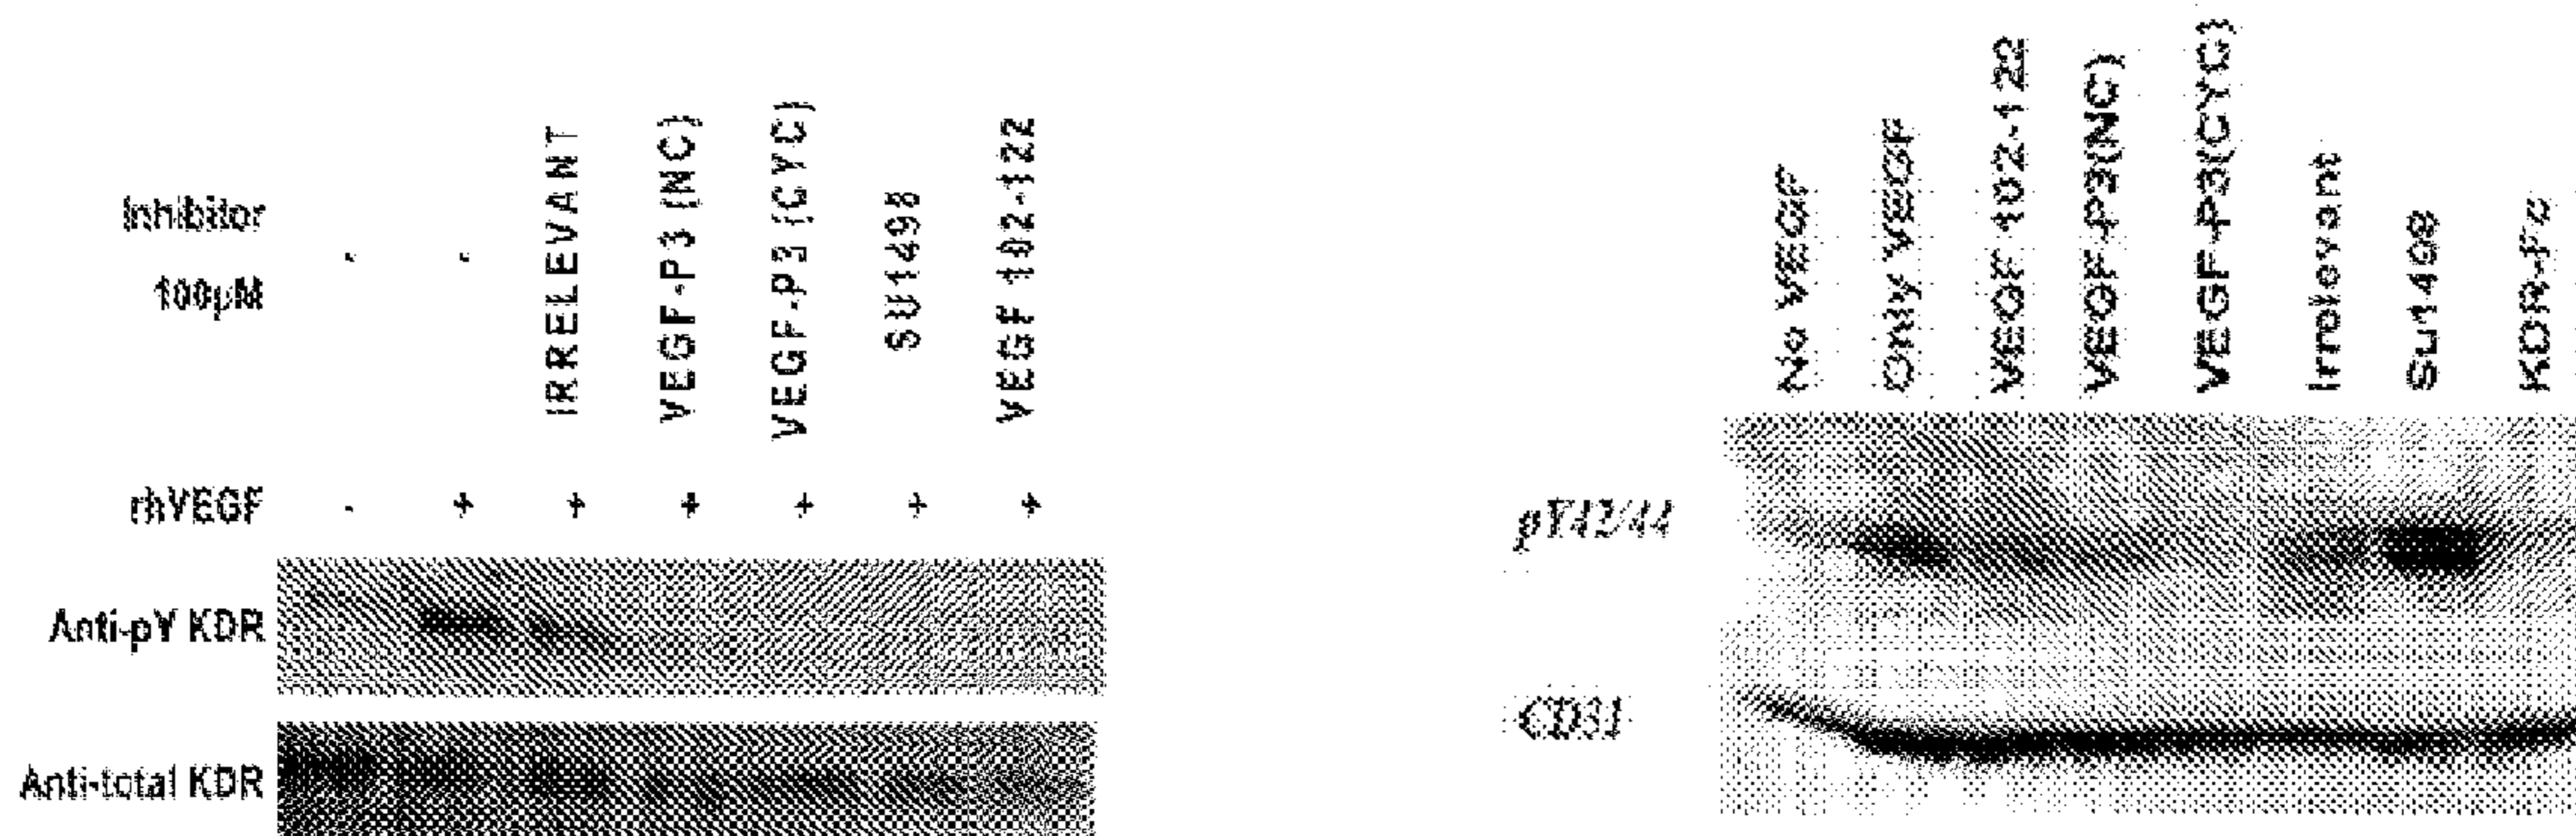 Inhibitor
100µM
- -
IRRELEVANT
VEGF-P3 (NC)
VEGF-P3 (CYC)
SU1498
VEGF 102-122
rhVEGF - + + + + + +
Anti-pY KDR
Anti-total KDR
No VEGF
Only VEGF
VEGF 102-122
VEGF-P3(NC)
VEGF-P3(CYC)
Irrelevant
Su1498
KDR-Fc
pY42/44
CD31